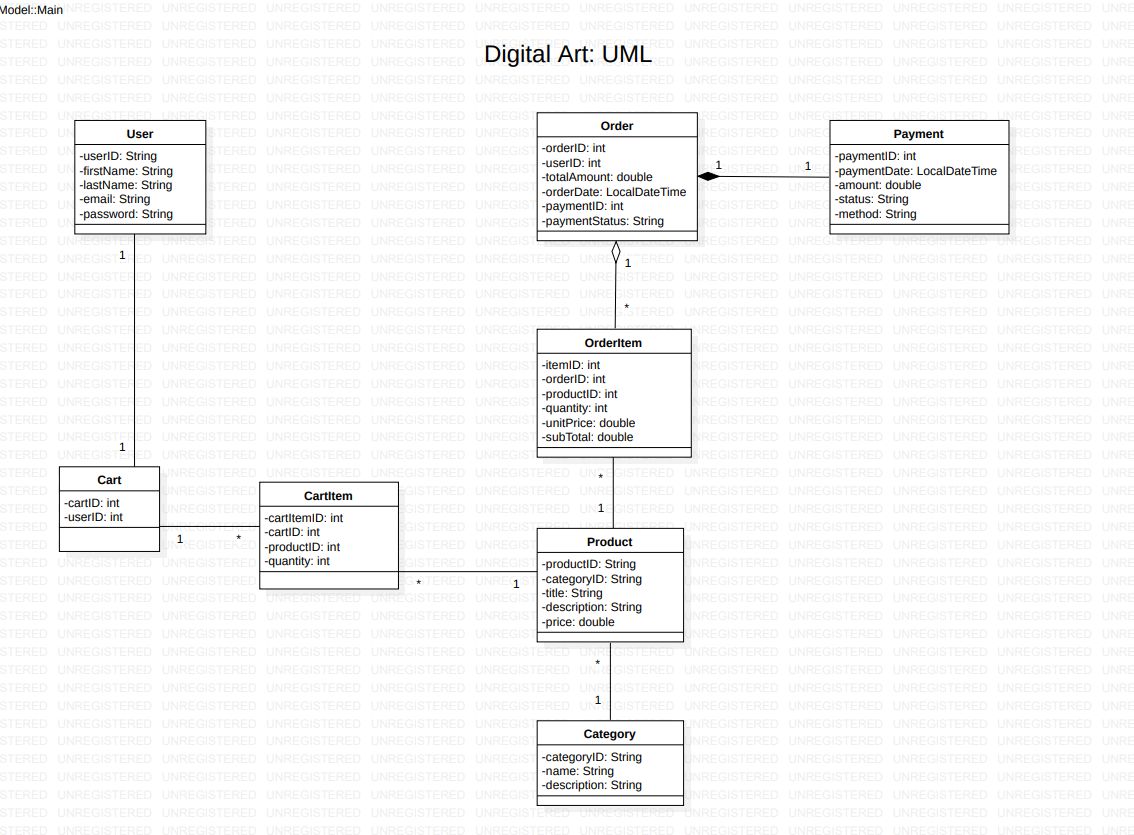 Model::Main
Digital Art: UML
User
-userID: String
-firstName: String
-lastName: String
-email: String
-password: String
Order
-orderID: int
-userID: int
-totalAmount: double
-orderDate: LocalDateTime
-paymentID: int
-paymentStatus: String
1
1
Payment
-paymentID: int
-paymentDate: LocalDateTime
-amount: double
-status: String
-method: String
1
1
1
*
OrderItem
-itemID: int
-orderID: int
-productID: int
-quantity: int
-unitPrice: double
-subTotal: double
Cart
-cartID: int
-userID: int
1
*
CartItem
-cartItemID: int
-cartID: int
-productID: int
-quantity: int
*
1
*
1
Product
-productID: String
-categoryID: String
-title: String
-description: String
-price: double
*
1
Category
-categoryID: String
-name: String
-description: String
UNREGISTERED